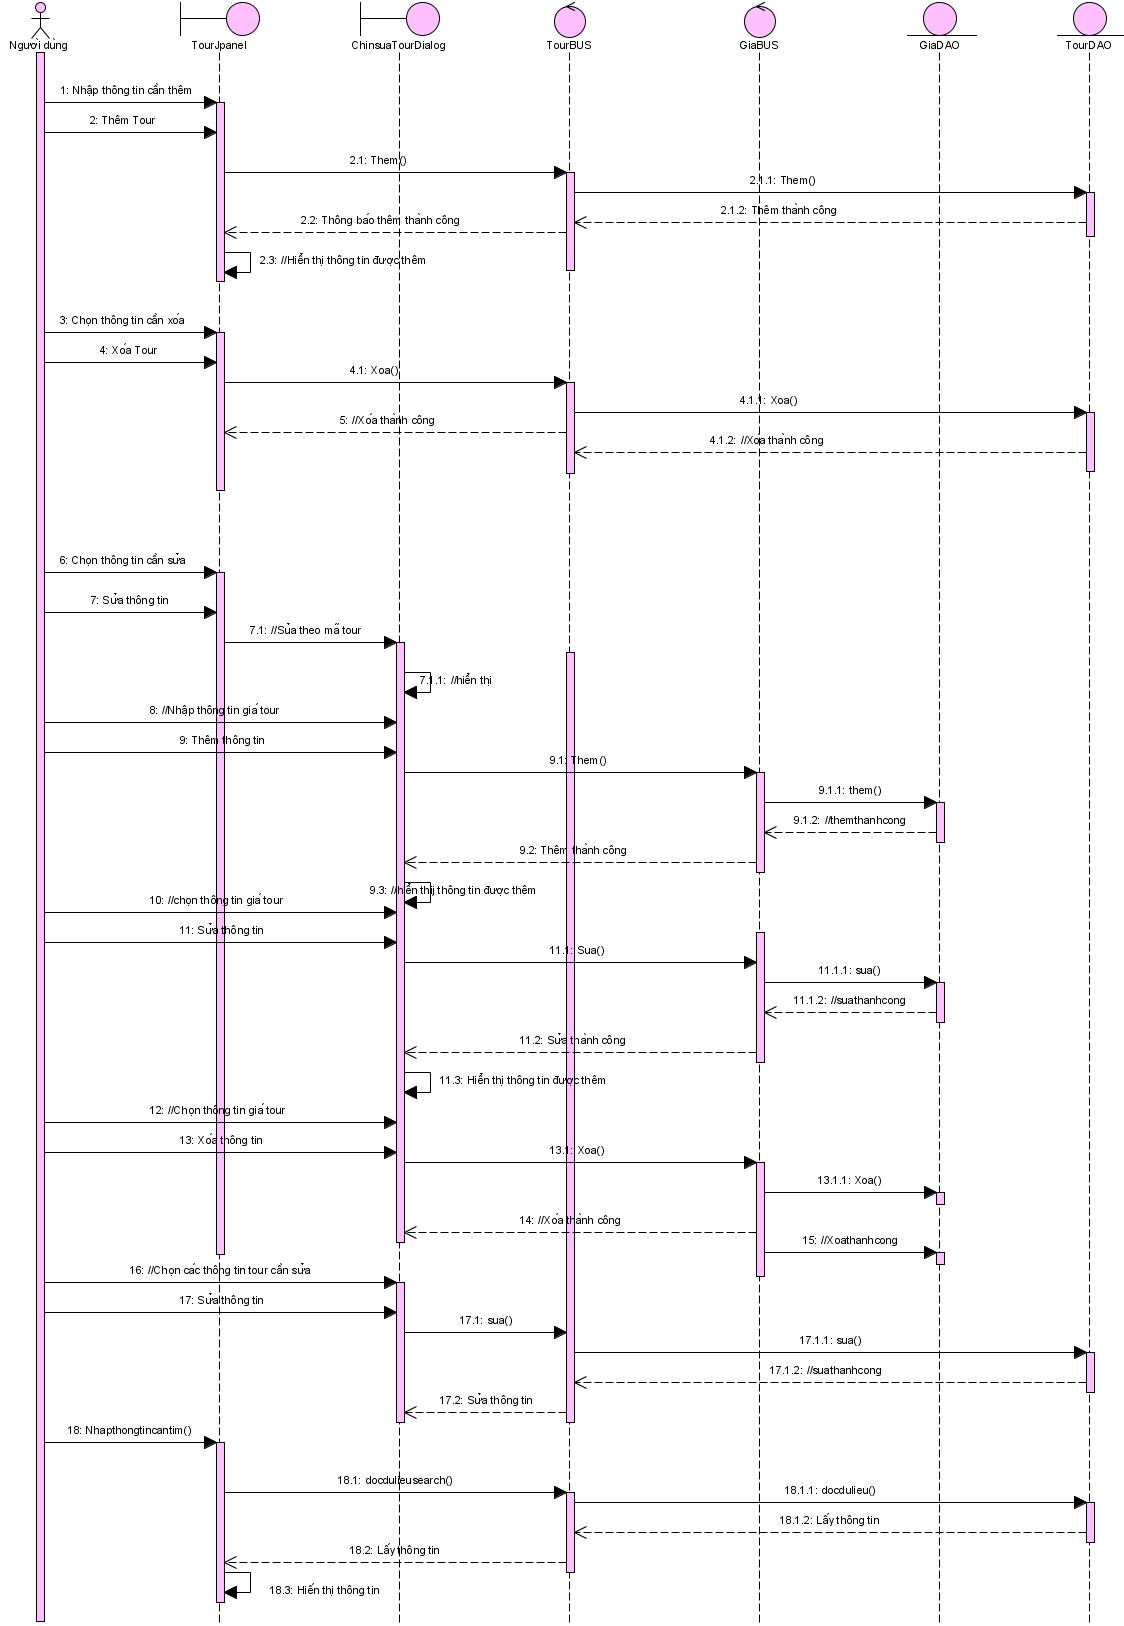 Người dùng
TourJpanel
ChinsuaTourDialog
TourBUS
GiaBUS
GiaDAO
TourDAO
1: Nhập thông tin cần thêm
2: Thêm Tour
2.1: Them()
2.1.1: Them()
2.1.2: Thêm thành công
2.2: Thông báo thêm thành công
2.3: //Hiển thị thông tin được thêm
3: Chọn thông tin cần xóa
4: Xóa Tour
4.1: Xoa()
4.1.1: Xoa()
5: //Xóa thành công
4.1.2: //Xoa thành công
6: Chọn thông tin cần sửa
7: Sửa thông tin
7.1: //Sủa theo mã tour
7.1.1: //hiển thị
8: //Nhập thông tin giá tour
9: Thêm thông tin
9.1: Them()
9.1.1: them()
9.1.2: //themthanhcong
9.2: Thêm thành công
9.3: //hiển thịj thông tin được thêm
10: //chọn thông tin giá tour
11: Sửa thông tin
11.1: Sua()
11.1.1: sua()
11.1.2: //suathanhcong
11.2: Sửa thành công
11.3: Hiển thị thông tin được thêm
12: //Chọn thông tin giá tour
13: Xóa thông tin
13.1: Xoa()
13.1.1: Xoa()
14: //Xóa thành công
15: //Xoathanhcong
16: //Chọn các thông tin tour cần sửa
17: Sửa thông tin
17.1: sua()
17.1.1: sua()
17.1.2: //suathanhcong
17.2: Sửa thông tin
18: Nhapthongtincantim()
18.1: docdulieusearch()
18.1.1: docdulieu()
18.1.2: Lấy thông tin
18.2: Lấy thông tin
18.3: Hiến thị thông tin